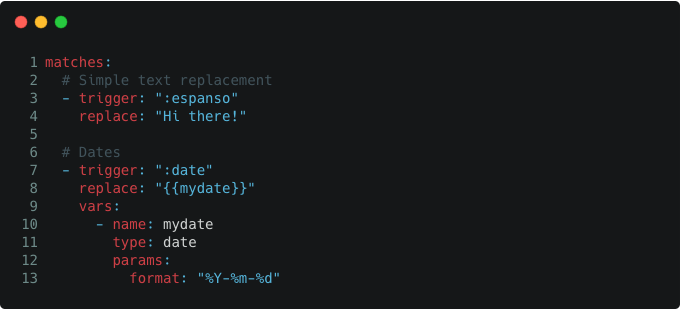 1 matches:
2   # Simple text replacement
3   - trigger: ":espanso"
4     replace: "Hi there!"
5
6   # Dates
7   - trigger: ":date"
8     replace: "{{mydate}}"
9     vars:
10       - name: mydate
11         type: date
12         params:
13           format: "%Y-%m-%d"